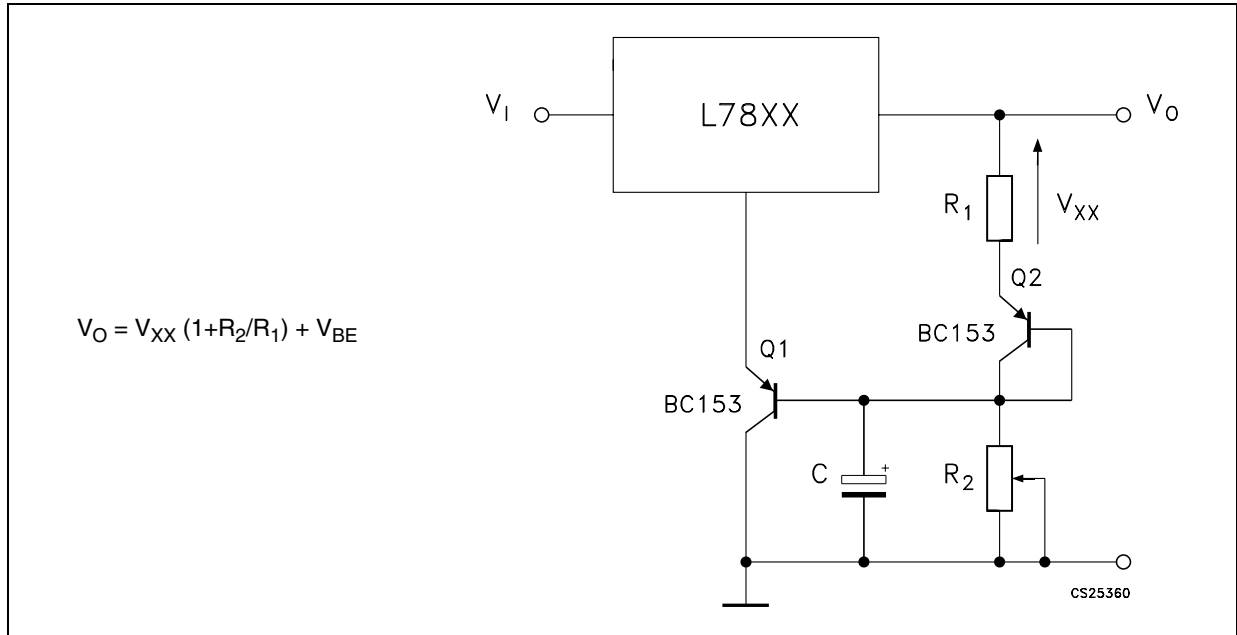 L78XX
V_I
V_O
R_1
V_XX
Q2
BC153
V_O = V_XX (1+R_2/R_1) + V_BE
Q1
BC153
C
+
R_2
CS25360